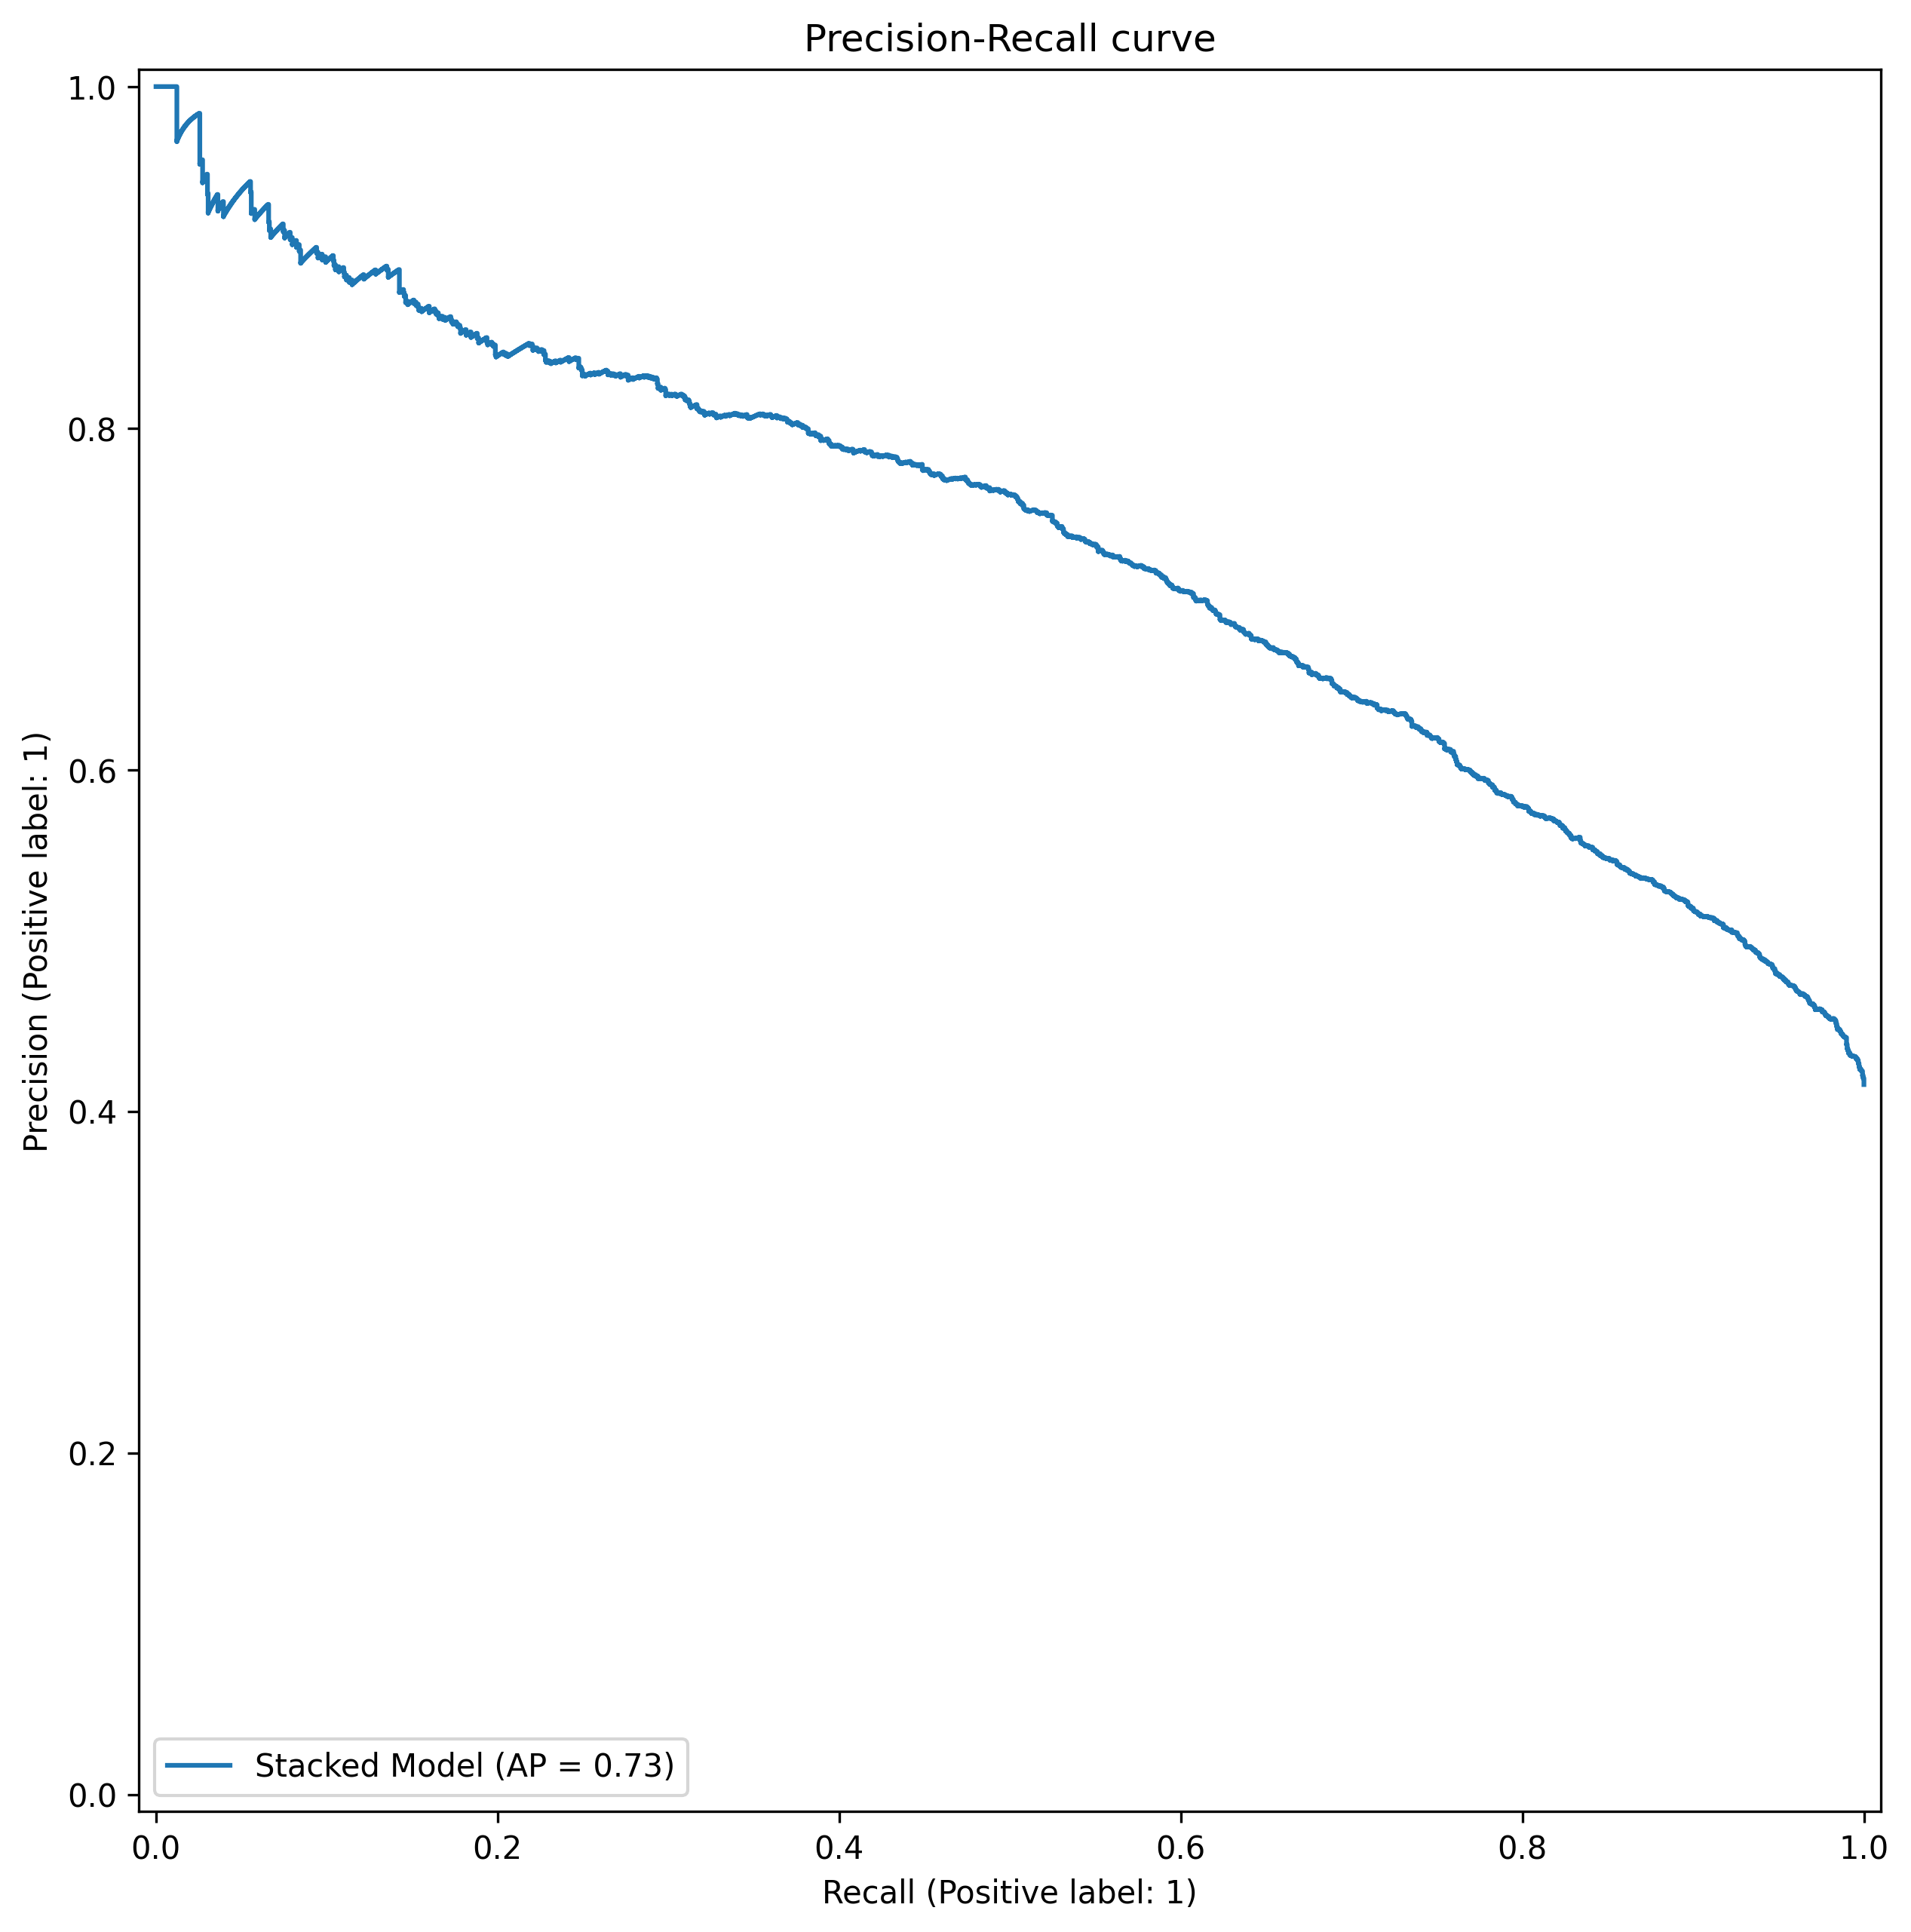 Precision-Recall curve
Precision (Positive label: 1)
1.0
0.8
0.6
0.4
0.2
0.0
Stacked Model (AP = 0.73)
0.0 0.2 0.4 0.6 0.8 1.0
Recall (Positive label: 1)